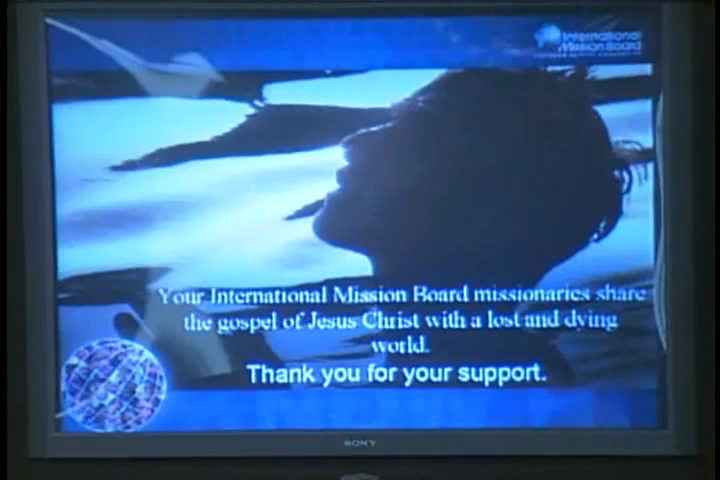 International
Mission Board
Your International Mission Board missionaries share
the gospel of Jesus Christ with a lost and dying
world.
Thank you for your support.
SONY